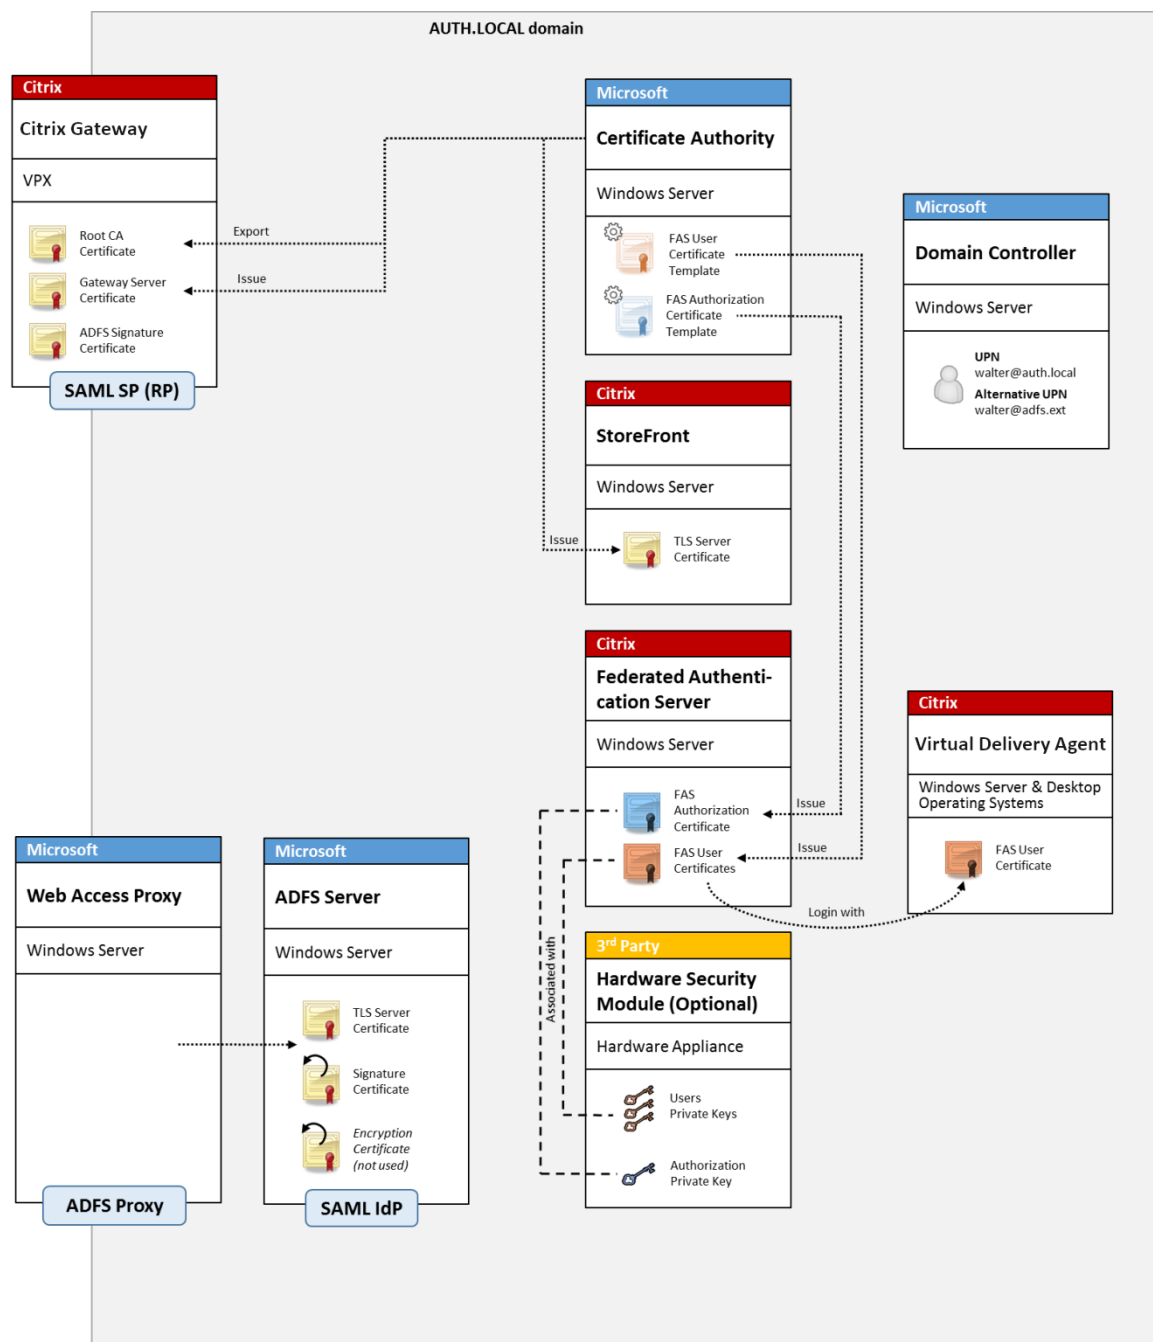 AUTH.LOCAL domain
Citrix
Citrix Gateway
VPX
Root CA
Certificate
Gateway Server
Certificate
ADFS Signature
Certificate
SAML SP (RP)
Export
Issue
Microsoft
Certificate Authority
Windows Server
FAS User
Certificate
Template
FAS Authorization
Certificate
Template
Microsoft
Domain Controller
Windows Server
UPN
walter@auth.local
Alternative UPN
walter@adfs.ext
Citrix
StoreFront
Windows Server
Issue
TLS Server
Certificate
Citrix
Federated Authenti-
cation Server
Windows Server
FAS
Authorization
Certificate
FAS User
Certificates
Issue
Issue
Login with
Citrix
Virtual Delivery Agent
Windows Server & Desktop
Operating Systems
FAS User
Certificate
Microsoft
Web Access Proxy
Windows Server
ADFS Proxy
Microsoft
ADFS Server
Windows Server
TLS Server
Certificate
Signature
Certificate
Encryption
Certificate
(not used)
SAML IdP
Associated with
3rd Party
Hardware Security
Module (Optional)
Hardware Appliance
Users
Private Keys
Authorization
Private Key